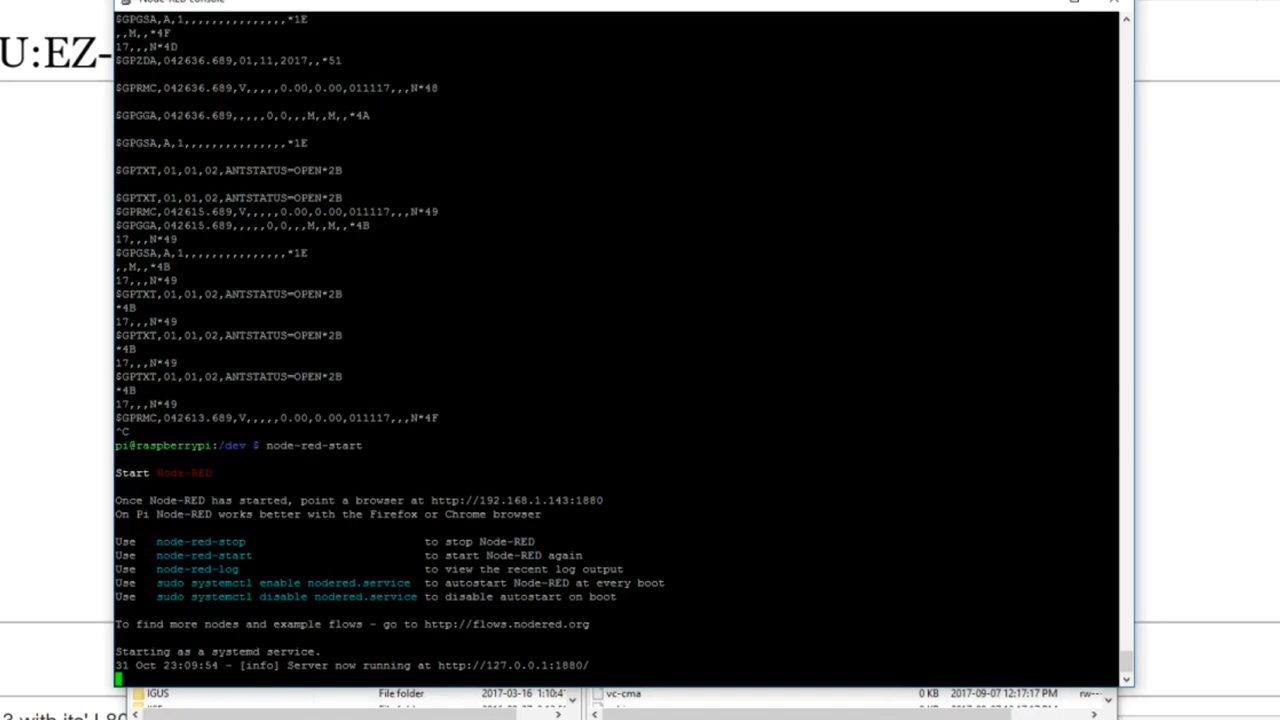 Node-RED console
U:EZ-
$GPGSA,A,1,,,,,,,,,,,,,,,*1E
,,M,,*4F
17,,,N*4D
$GPZDA,042636.689,01,11,2017,,*51
$GPRMC,042636.689,V,,,,,0.00,0.00,011117,,,N*48
$GPGGA,042636.689,,,,,0,0,,,M,,M,,*4A
$GPGSA,A,1,,,,,,,,,,,,,,,*1E
$GPTXT,01,01,02,ANTSTATUS=OPEN*2B
$GPTXT,01,01,02,ANTSTATUS=OPEN*2B
$GPRMC,042615.689,V,,,,,0.00,0.00,011117,,,N*49
$GPGGA,042615.689,,,,,0,0,,,M,,M,,*4B
17,,,N*49
$GPGSA,A,1,,,,,,,,,,,,,,,*1E
,,M,,*4B
17,,,N*49
$GPTXT,01,01,02,ANTSTATUS=OPEN*2B
*4B
17,,,N*49
$GPTXT,01,01,02,ANTSTATUS=OPEN*2B
*4B
17,,,N*49
$GPTXT,01,01,02,ANTSTATUS=OPEN*2B
*4B
17,,,N*49
$GPRMC,042613.689,V,,,,,0.00,0.00,011117,,,N*4F
^C
pi@raspberrypi:/dev $ node-red-start
Start Node-RED
Once Node-RED has started, point a browser at http://192.168.1.143:1880
On Pi Node-RED works better with the Firefox or Chrome browser
Use node-red-stop to stop Node-RED
Use node-red-start to start Node-RED again
Use node-red-log to view the recent log output
Use sudo systemctl enable nodered.service to autostart Node-RED at every boot
Use sudo systemctl disable nodered.service to disable autostart on boot
To find more nodes and example flows - go to http://flows.nodered.org
Starting as a systemd service.
31 Oct 23:09:54 - [info] Server now running at http://127.0.0.1:1880/
IGUS File folder 2017-03-16 1:10:4 vc-cma 0 KB 2017-09-07 12:17:17 PM rw--